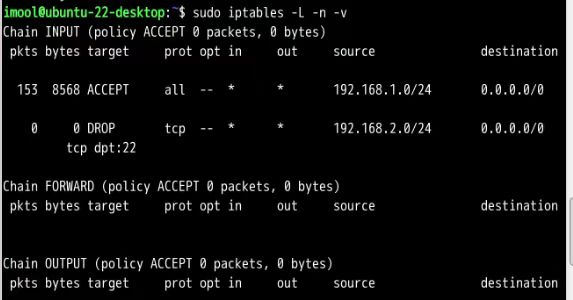 imool@ubuntu-22-desktop:~$ sudo iptables -L -n -v
Chain INPUT (policy ACCEPT 0 packets, 0 bytes)
pkts bytes target prot opt in out source destination
153 8568 ACCEPT all -- * * 192.168.1.0/24 0.0.0.0/0
0 0 DROP tcp -- * * 192.168.2.0/24 0.0.0.0/0
tcp dpt:22
Chain FORWARD (policy ACCEPT 0 packets, 0 bytes)
pkts bytes target prot opt in out source destination
Chain OUTPUT (policy ACCEPT 0 packets, 0 bytes)
pkts bytes target prot opt in out source destination